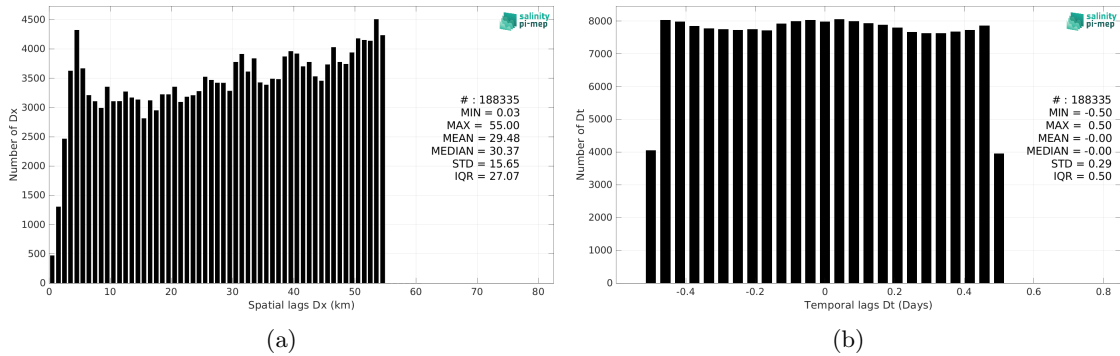 salinity
pi-mep
4500
4000
3500
3000
2500
2000
1500
1000
500
0
Number of Dx
# : 188335
MIN = 0.03
MAX = 55.00
MEAN = 29.48
MEDIAN = 30.37
STD = 15.65
IQR = 27.07
0 10 20 30 40 50 60 70 80
Spatial lags Dx (km)
(a)
salinity
pi-mep
8000
7000
6000
5000
4000
3000
2000
1000
0
Number of Dt
# : 188335
MIN = -0.50
MAX = 0.50
MEAN = -0.00
MEDIAN = -0.00
STD = 0.29
IQR = 0.50
-0.4 -0.2 0 0.2 0.4 0.6 0.8
Temporal lags Dt (Days)
(b)